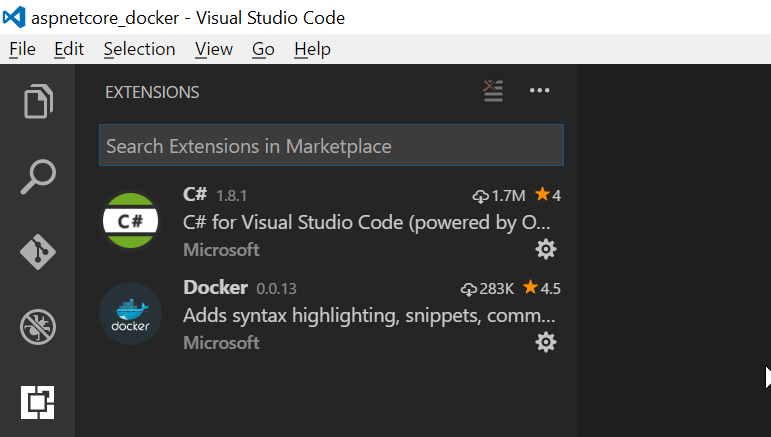 aspnetcore_docker - Visual Studio Code
File Edit Selection View Go Help
EXTENSIONS
Search Extensions in Marketplace
C# 1.8.1 1.7M 4
C# C# for Visual Studio Code (powered by O...
Microsoft
Docker 0.0.13 283K 4.5
Adds syntax highlighting, snippets, comm...
docker
Microsoft